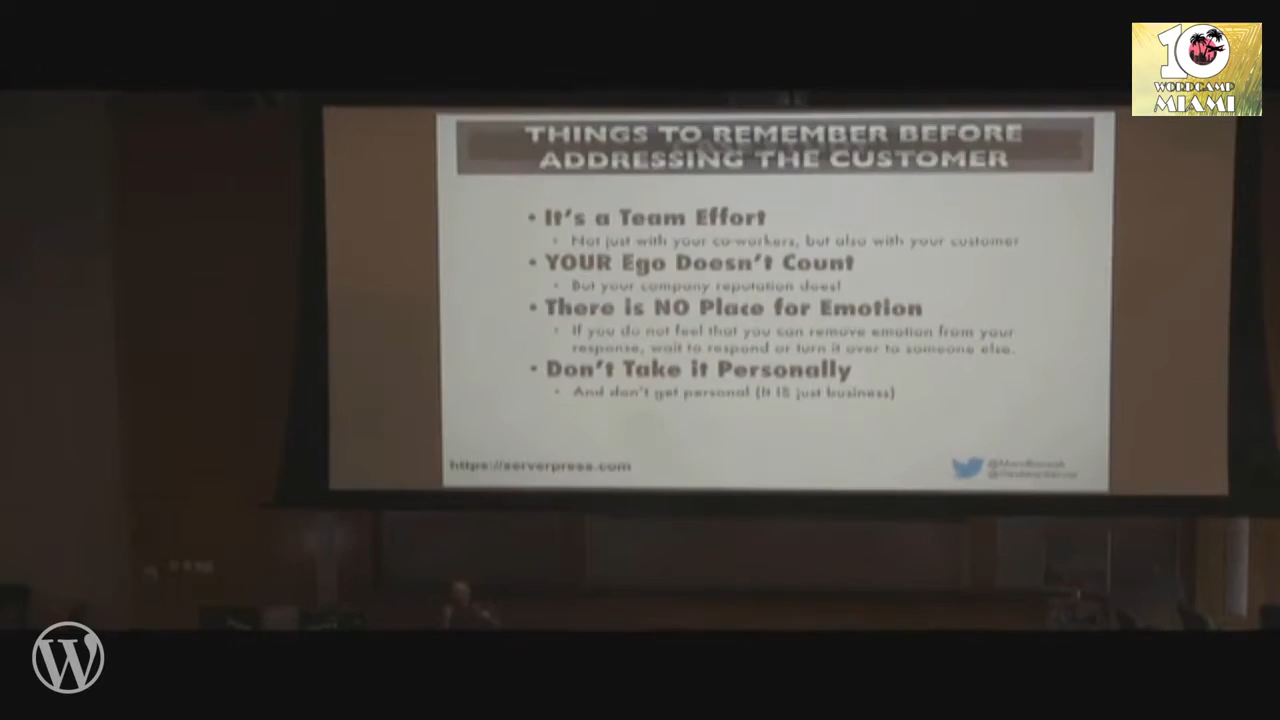 10
WORDCAMP
MIAMI
THINGS TO REMEMBER BEFORE
ADDRESSING THE CUSTOMER
• It's a Team Effort
• Not just with your co-workers, but also with your customer
• YOUR Ego Doesn't Count
• But your company reputation does!
• There is NO Place for Emotion
• If you do not feel that you can remove emotion from your
response, wait to respond or turn it over to someone else.
• Don't Take it Personally
• And don't get personal (It IS just business)
https://serverpress.com
W